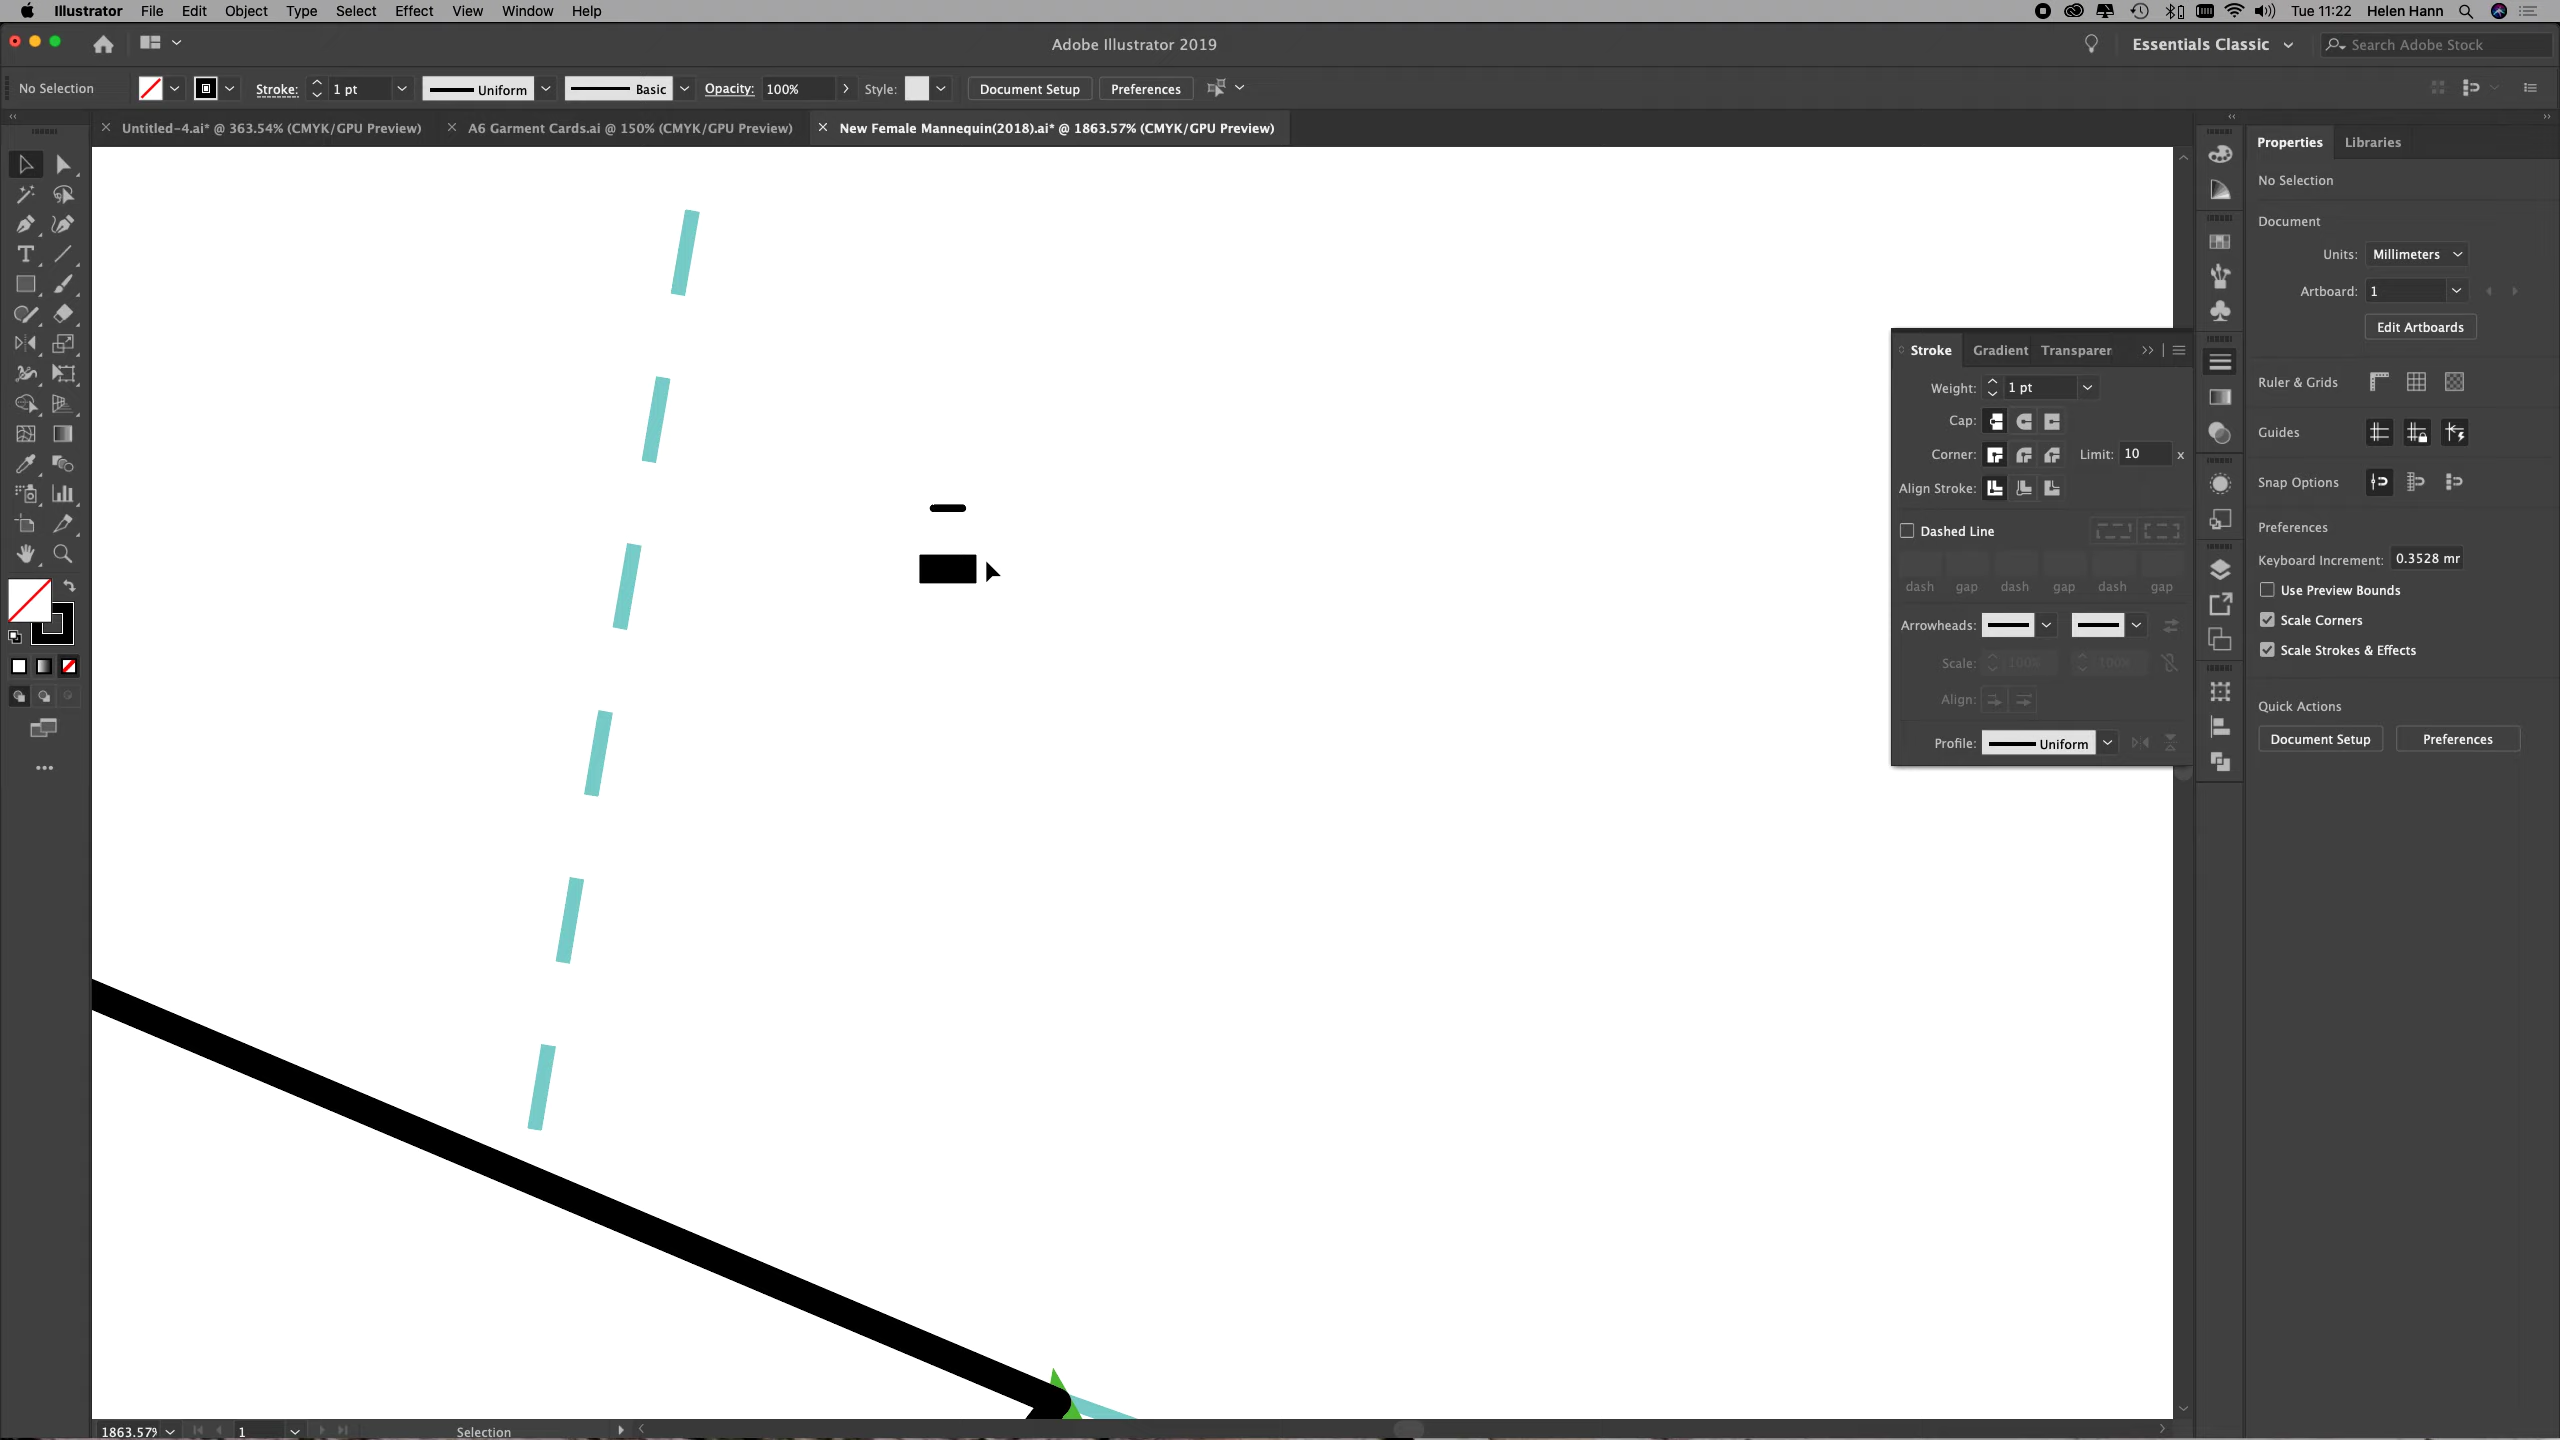 Illustrator File Edit Object Type Select Effect View Window Help
Tue 11:22 Helen Hann
Adobe Illustrator 2019
Essentials Classic
Search Adobe Stock
No Selection
Stroke: 1 pt
Uniform
Basic
Opacity: 100%
Style:
Document Setup
Preferences
Untitled-4.ai* @ 363.54% (CMYK/GPU Preview)
A6 Garment Cards.ai @ 150% (CMYK/GPU Preview)
New Female Mannequin(2018).ai* @ 1863.57% (CMYK/GPU Preview)
Stroke Gradient Transparer
Weight: 1 pt
Cap:
Corner: Limit: 10 x
Align Stroke:
Dashed Line
dash gap dash gap dash gap
Arrowheads:
Scale: 100% 100%
Align:
Profile: Uniform
Properties Libraries
No Selection
Document
Units: Millimeters
Artboard: 1
Edit Artboards
Ruler & Grids
Guides
Snap Options
Preferences
Keyboard Increment: 0.3528 mr
Use Preview Bounds
Scale Corners
Scale Strokes & Effects
Quick Actions
Document Setup Preferences
1863.57% 1 Selection